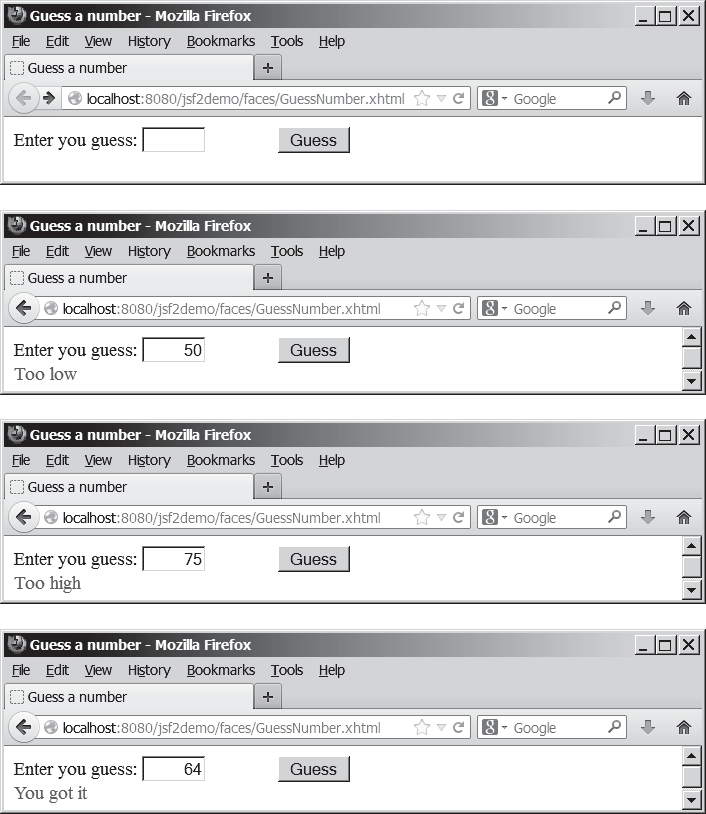 Guess a number - Mozilla Firefox
File Edit View History Bookmarks Tools Help
Guess a number
localhost:8080/jsf2demo/faces/GuessNumber.xhtml Google
Enter you guess: Guess
Guess a number - Mozilla Firefox
File Edit View History Bookmarks Tools Help
Guess a number
localhost:8080/jsf2demo/faces/GuessNumber.xhtml Google
Enter you guess: 50 Guess
Too low
Guess a number - Mozilla Firefox
File Edit View History Bookmarks Tools Help
Guess a number
localhost:8080/jsf2demo/faces/GuessNumber.xhtml Google
Enter you guess: 75 Guess
Too high
Guess a number - Mozilla Firefox
File Edit View History Bookmarks Tools Help
Guess a number
localhost:8080/jsf2demo/faces/GuessNumber.xhtml Google
Enter you guess: 64 Guess
You got it